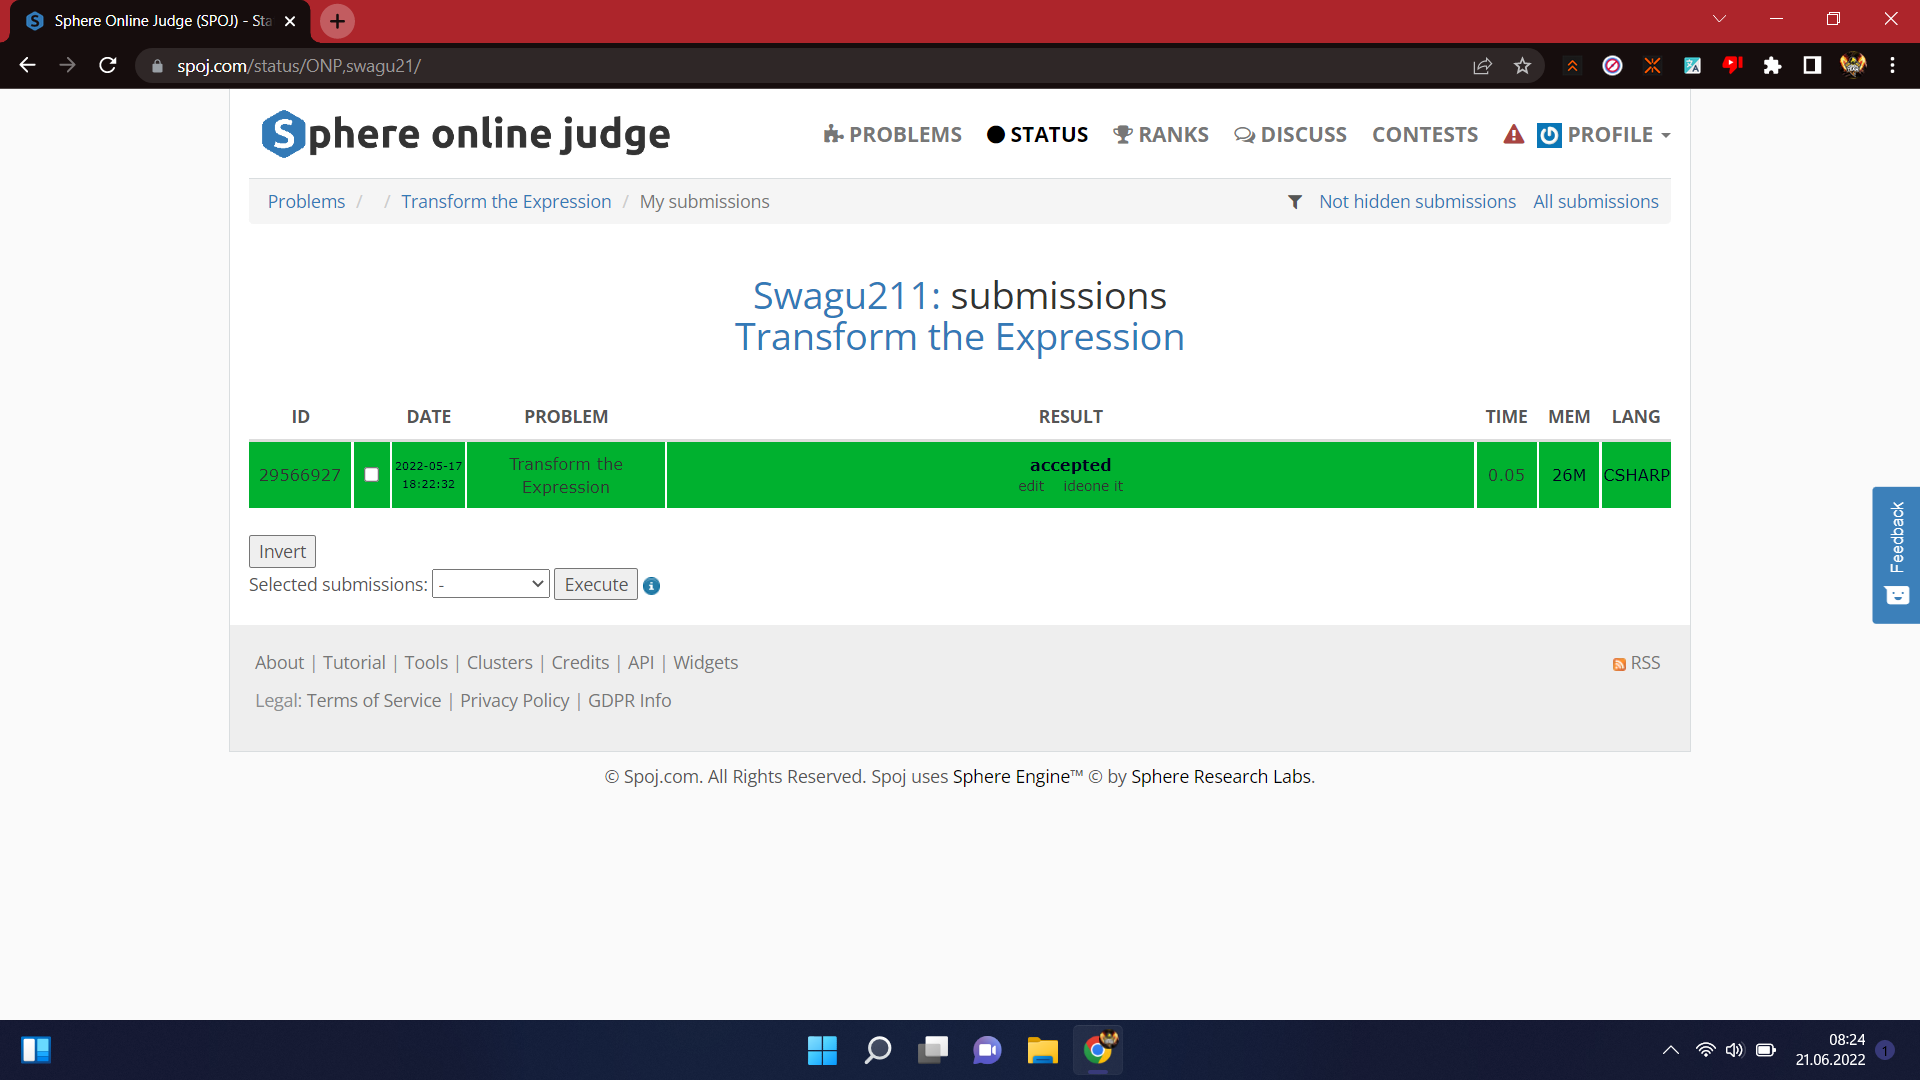 Sphere Online Judge (SPOJ) - Sta
spoj.com/status/ONP,swagu21/
Sphere online judge
PROBLEMS STATUS RANKS DISCUSS CONTESTS PROFILE
Problems / / Transform the Expression / My submissions
Not hidden submissions All submissions
Swagu211: submissions
Transform the Expression
ID DATE PROBLEM RESULT TIME MEM LANG
29566927 2022-05-17 18:22:32 Transform the Expression accepted edit ideone it 0.05 26M CSHARP
Invert
Selected submissions: - Execute
Feedback
About | Tutorial | Tools | Clusters | Credits | API | Widgets
RSS
Legal: Terms of Service | Privacy Policy | GDPR Info
© Spoj.com. All Rights Reserved. Spoj uses Sphere Engine™ © by Sphere Research Labs.
08:24
21.06.2022
1